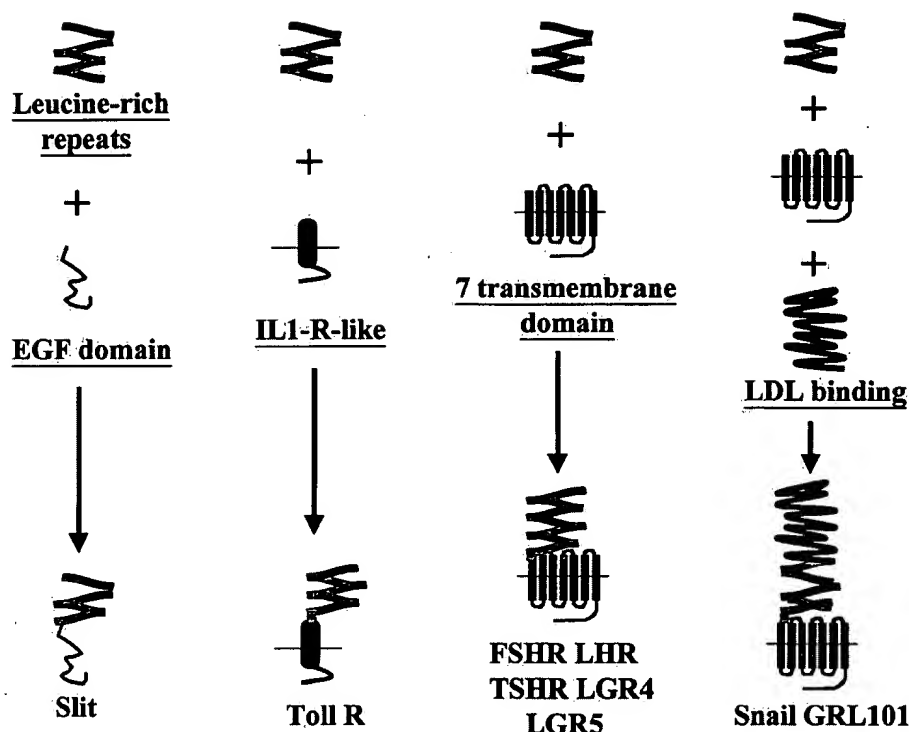 Leucine-rich
repeats
+
EGF domain
Slit
+
IL1-R-like
Toll R
+
7 transmembrane
domain
FSHR LHR
TSHR LGR4
LGR5
+
+
LDL binding
Snail GRL101